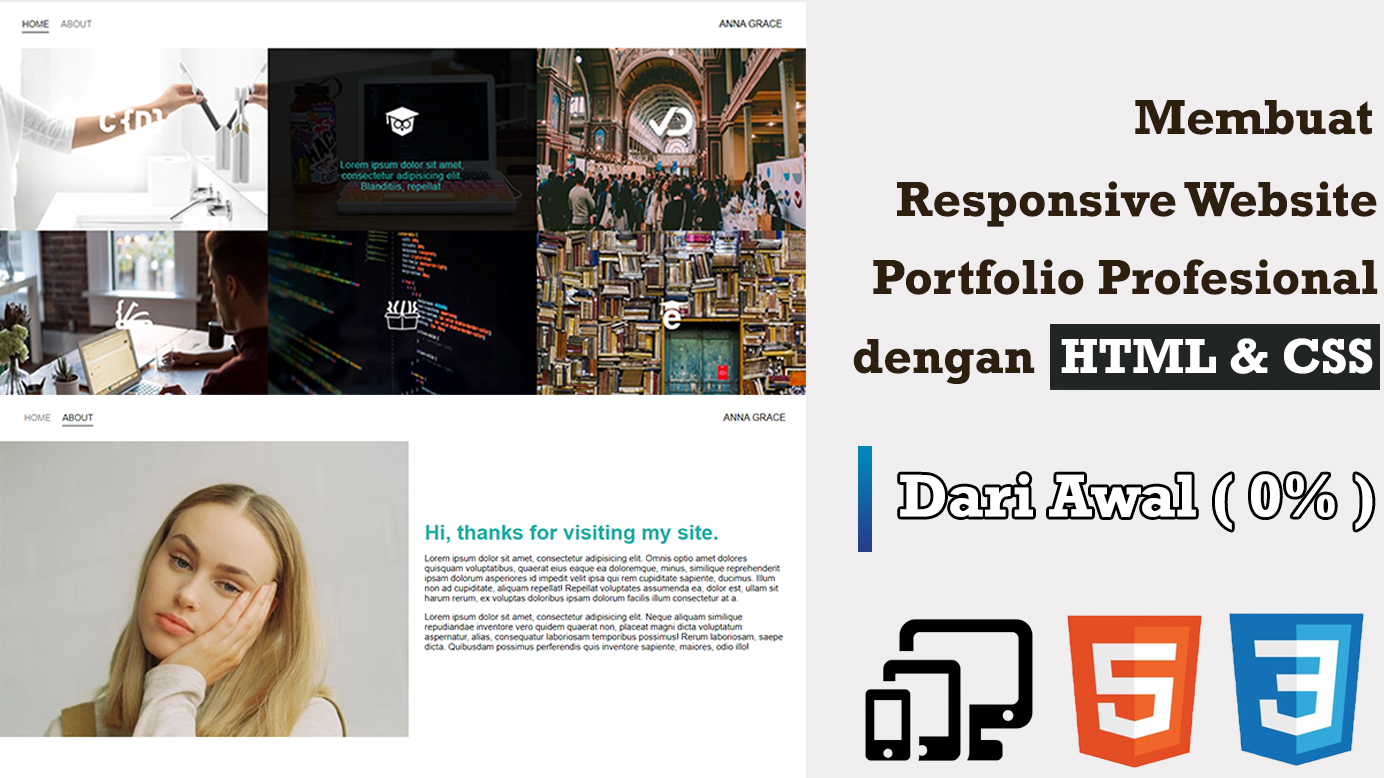 HOME ABOUT ANNA GRACE
C{D}
Lorem ipsum dolor sit amet,
consectetur adipisicing elit.
Blanditiis, repellat.
e
HOME ABOUT ANNA GRACE
Hi, thanks for visiting my site.
Lorem ipsum dolor sit amet, consectetur adipisicing elit. Omnis optio amet dolores
quisquam voluptatibus, quaerat eius eaque ea doloremque, minus, similique reprehenderit
ipsam dolorum asperiores id impedit velit ipsa qui rem cupiditate sapiente, ducimus. Illum
non ad cupiditate, aliquam repellat! Repellat voluptates assumenda ea, dolor est, ullam sit
harum rerum, ex voluptas doloribus ipsam dolorum facilis illum consectetur at a.
Lorem ipsum dolor sit amet, consectetur adipisicing elit. Neque aliquam similique
repudiandae inventore vero quidem quaerat non, placeat magni dicta voluptatum
aspernatur, alias, consequatur laboriosam temporibus possimus! Rerum laboriosam, saepe
dicta. Quibusdam possimus perferendis quis inventore sapiente, maiores, odio illo!
Membuat
Responsive Website
Portfolio Profesional
dengan HTML & CSS
Dari Awal ( 0% )
5 3